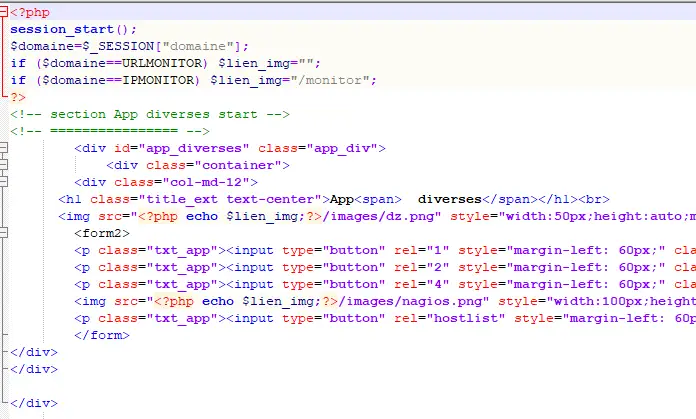 <?php
session_start();
$domaine=$_SESSION["domaine"];
if ($domaine==URLMONITOR) $lien_img="";
if ($domaine==IPMONITOR) $lien_img="/monitor";
?>
<!-- section App diverses start -->
<!-- ================ -->
<div id="app_diverses" class="app_div">
<div class="container">
<div class="col-md-12">
<h1 class="title_ext text-center">App<span>  diverses</span></h1><br>
<img src="<?php echo $lien_img;?>/images/dz.png" style="width:50px;height:auto;m
<form2>
<p class="txt_app"><input type="button" rel="1" style="margin-left: 60px;" cla
<p class="txt_app"><input type="button" rel="2" style="margin-left: 60px;" cla
<p class="txt_app"><input type="button" rel="4" style="margin-left: 60px;" cla
<img src="<?php echo $lien_img;?>/images/nagios.png" style="width:100px;height
<p class="txt_app"><input type="button" rel="hostlist" style="margin-left: 60p
</form>
</div>
</div>
</div>